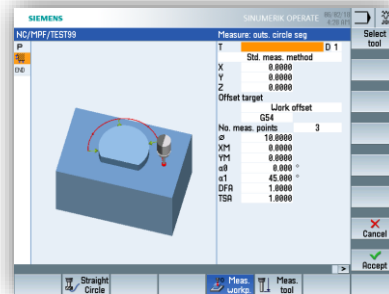 SIEMENS
SINUMERIK OPERATE
NC/MPF/TEST99
Measure: outs. circle seg
Select tool
P
T D 1
Std. meas. method
X 0.0000
Y 0.0000
Z 0.0000
Offset target
Work offset
G54
No. meas. points 3
ø 10.0000
XM 0.0000
YM 0.0000
α0 0.000 °
α1 45.000 °
DFA 1.0000
TSA 1.0000
END
Cancel
Accept
Straight Circle
Meas. workp.
Meas. tool